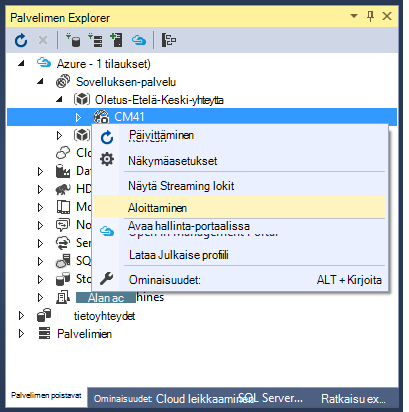 Palvelimen Explorer
Azure - 1 tilaukset)
Sovelluksen-palvelu
Oletus-Etelä-Keski-yhteytta
CM41
Päivittäminen
Näkymäasetukset
Näytä Streaming lokit
Aloittaminen
Avaa hallinta-portaalissa
Lataa Julkaise profiili
Ominaisuudet: ALT + Kirjoita
Clo
Dat
HD
Mo
No
Ser
SQ
Sto
Alan ac hines
tietoyhteydet
Palvelimien
Palvelimen poistavat Ominaisuudet: Cloud leikkaaminen SQL Server... Ratkaisu ex...